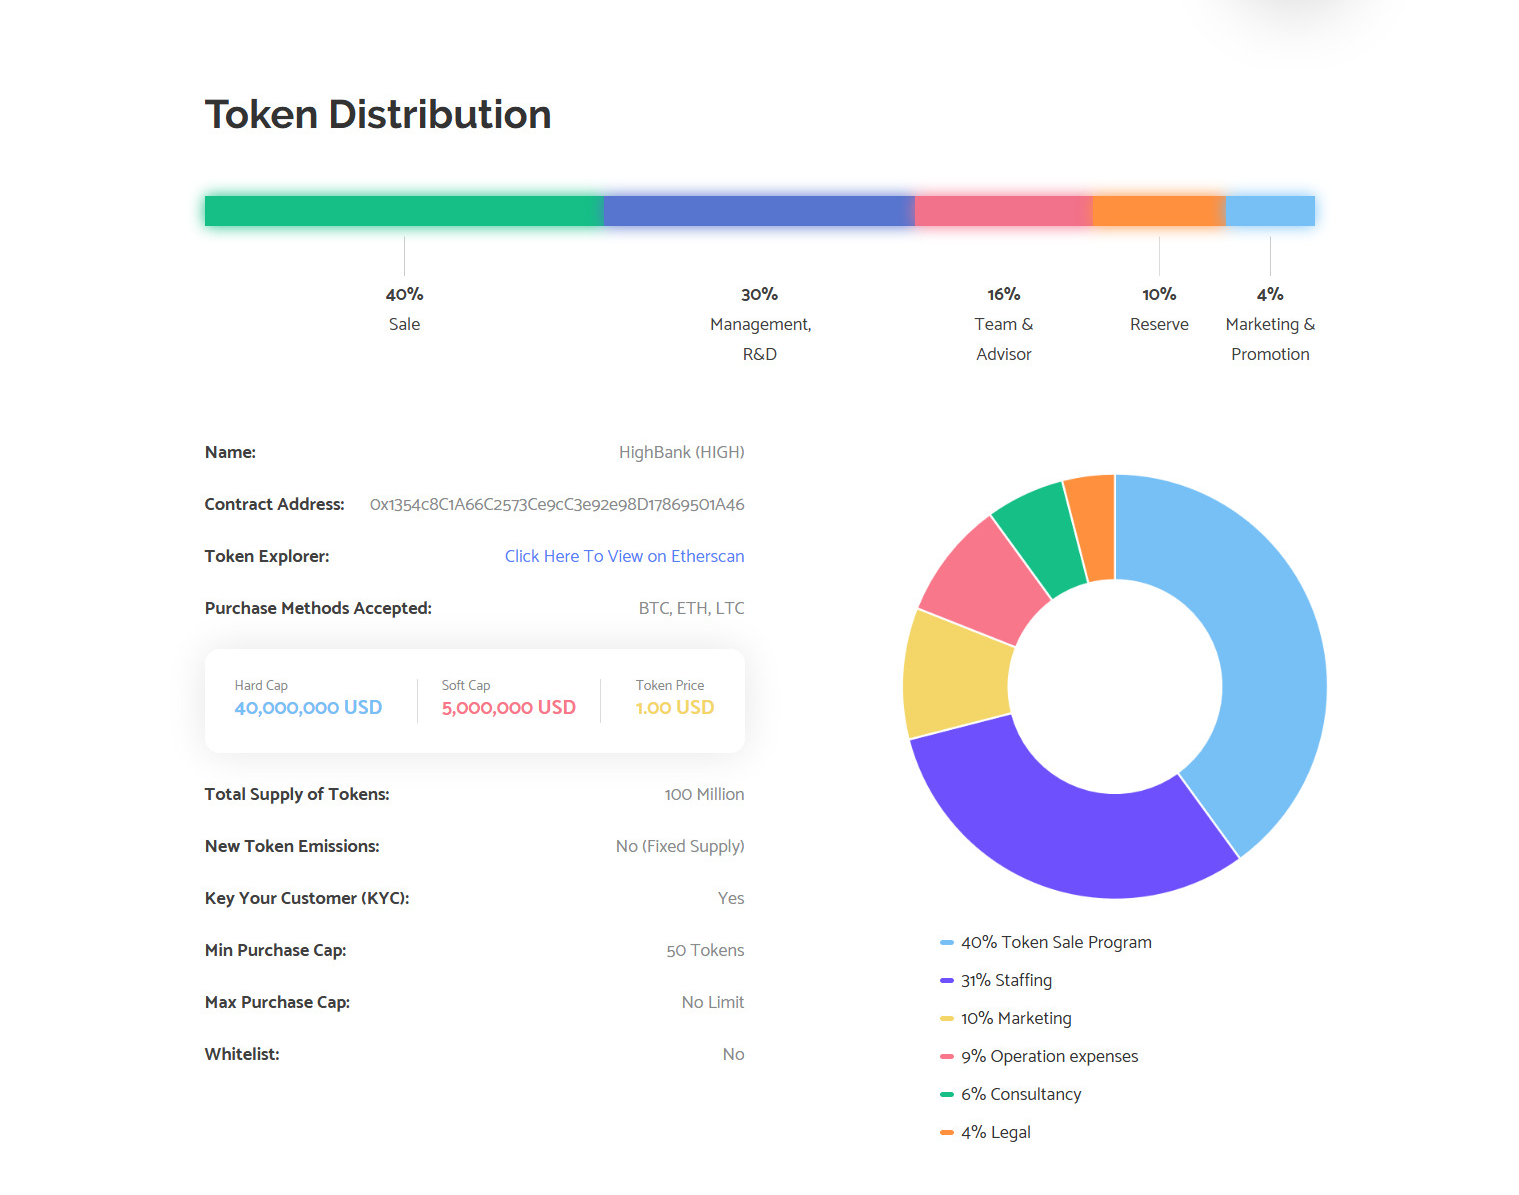 Token Distribution
40%
Sale
30%
Management,
R&D
16%
Team &
Advisor
10%
Reserve
4%
Marketing &
Promotion
Name: HighBank (HIGH)
Contract Address: 0x1354c8C1A66C2573Ce9cC3e92e98D17869501A46
Token Explorer: Click Here To View on Etherscan
Purchase Methods Accepted: BTC, ETH, LTC
Hard Cap
40,000,000 USD
Soft Cap
5,000,000 USD
Token Price
1.00 USD
Total Supply of Tokens: 100 Million
New Token Emissions: No (Fixed Supply)
Key Your Customer (KYC): Yes
Min Purchase Cap: 50 Tokens
Max Purchase Cap: No Limit
Whitelist: No
40% Token Sale Program
31% Staffing
10% Marketing
9% Operation expenses
6% Consultancy
4% Legal